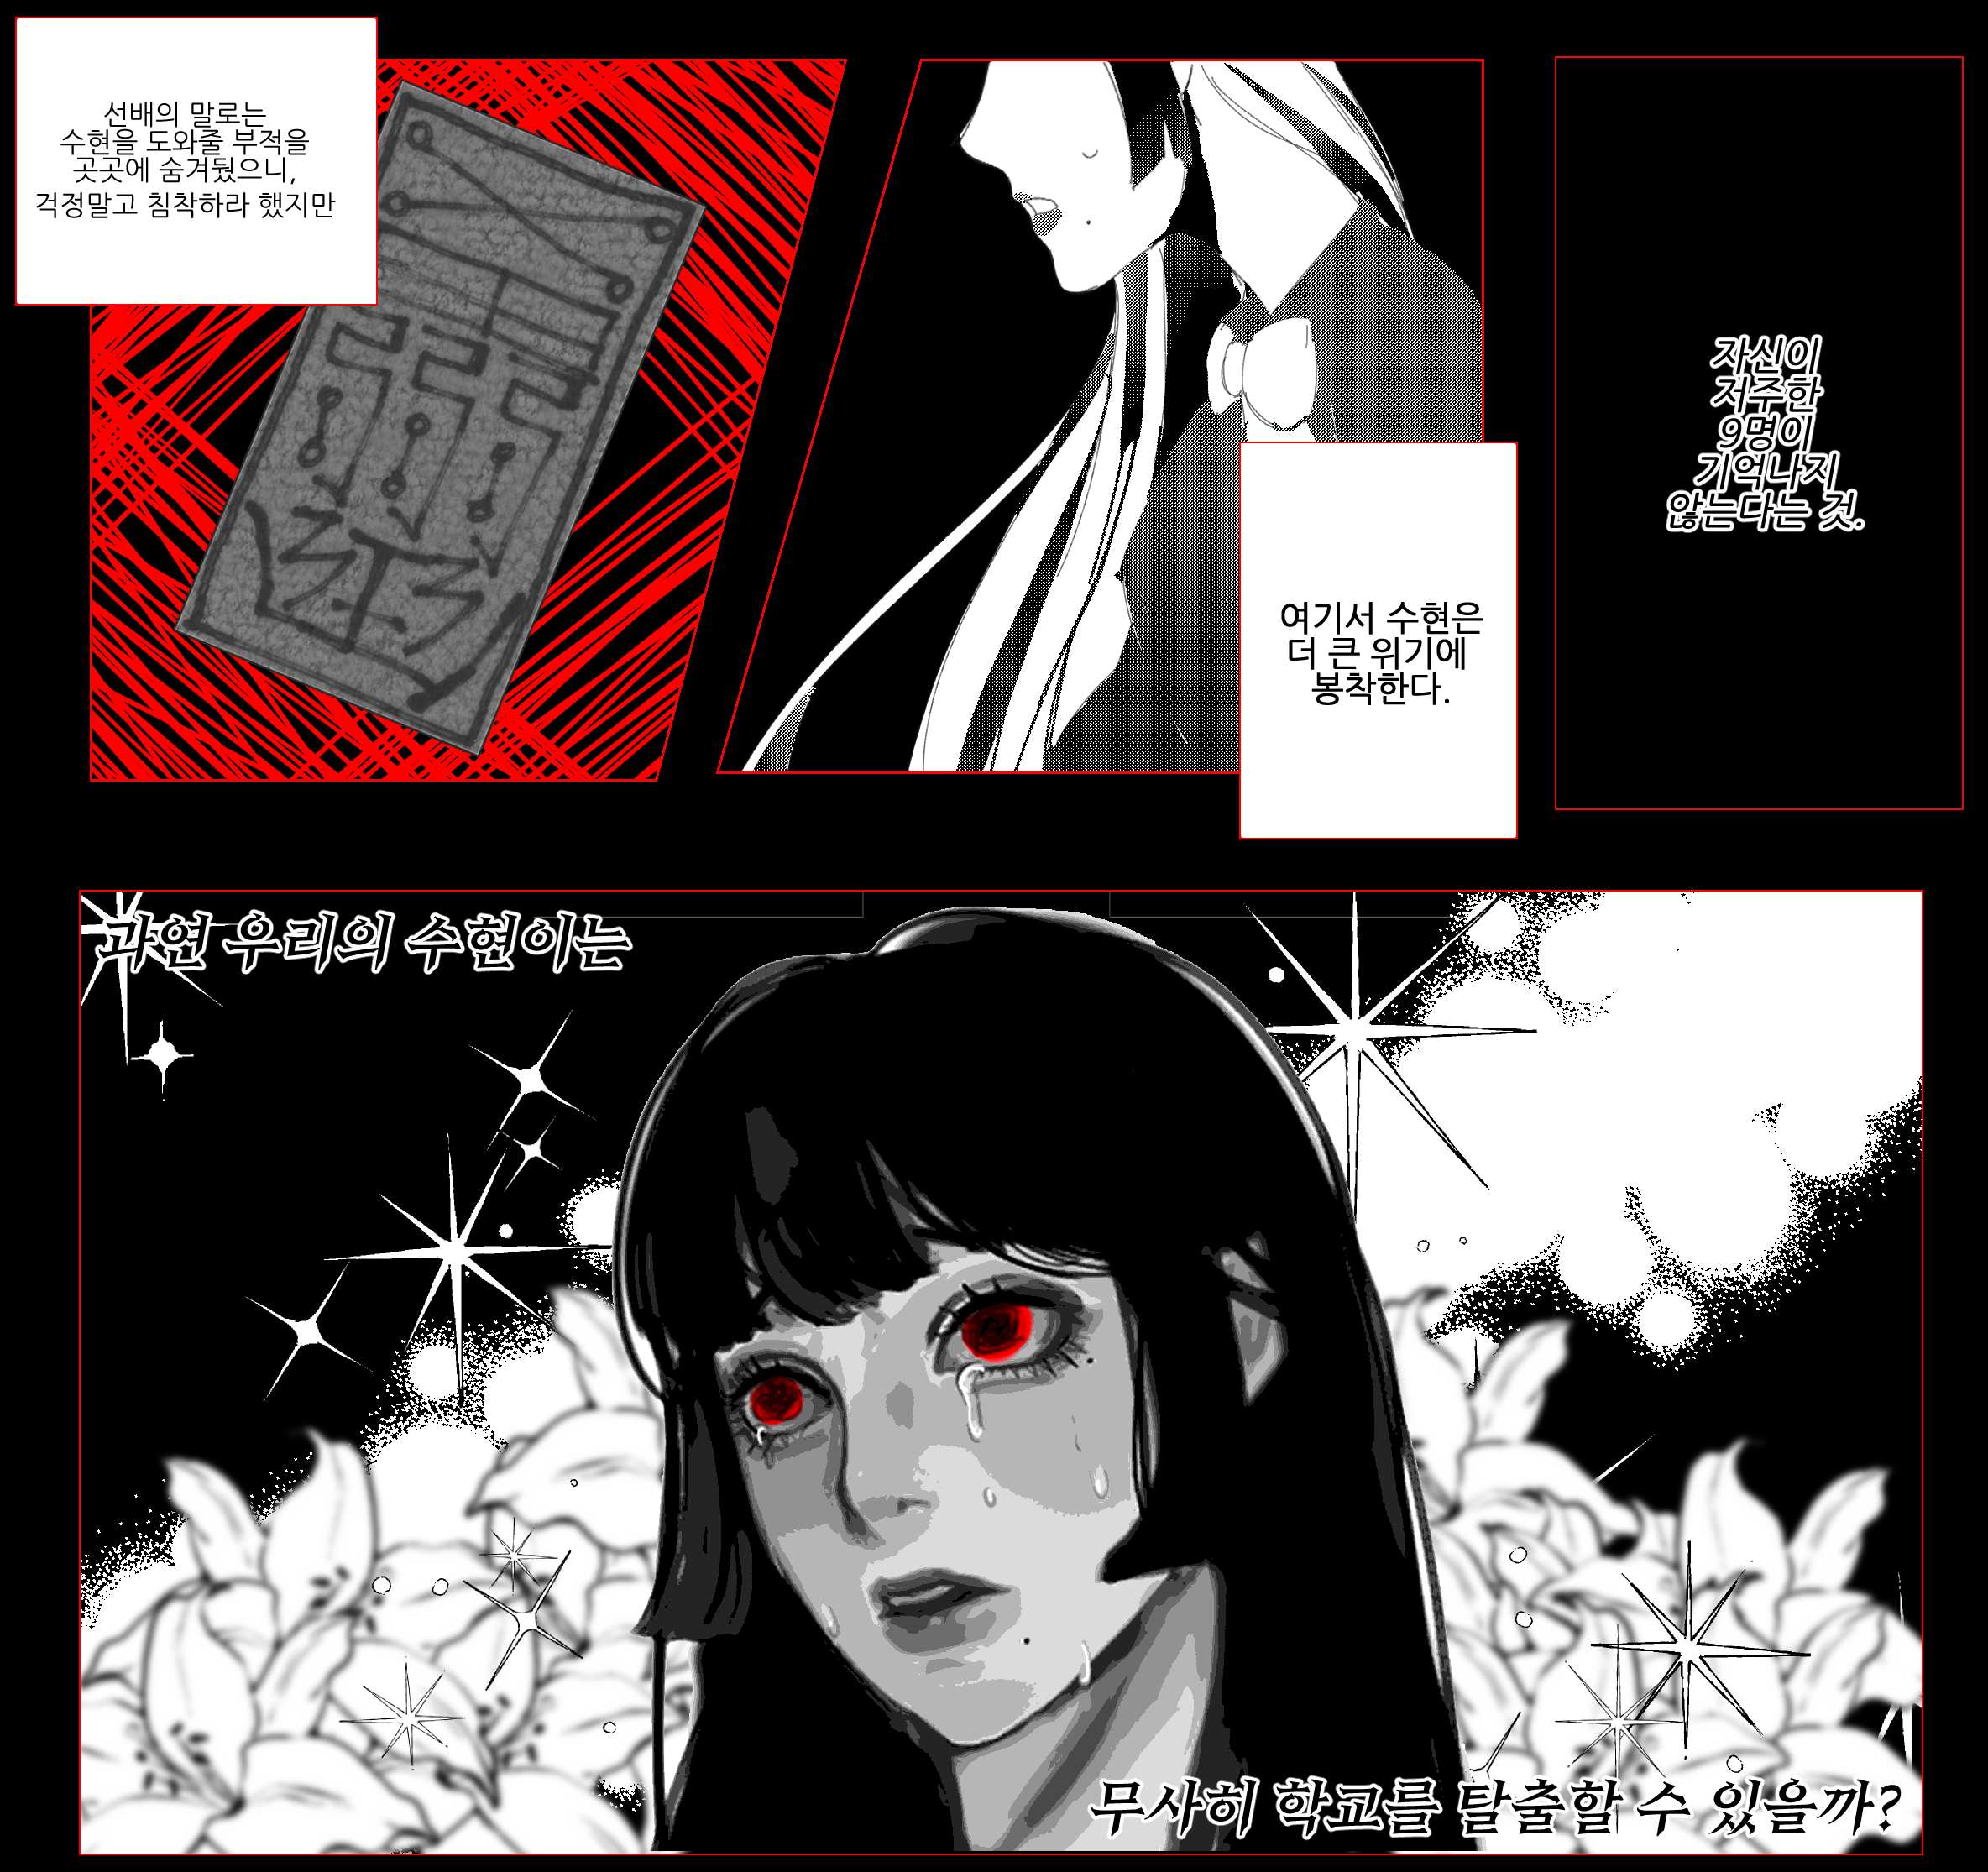 선배의 말로는
수현을 도와줄 부적을
곳곳에 숨겨뒀으니,
걱정말고 침착하라 했지만
여기서 수현은
더 큰 위기에
봉착한다.
자신이
저주한
9명이
기억나지
않는다는 것.
과연 우리의 수현이는
무사히 학교를 탈출할 수 있을까?